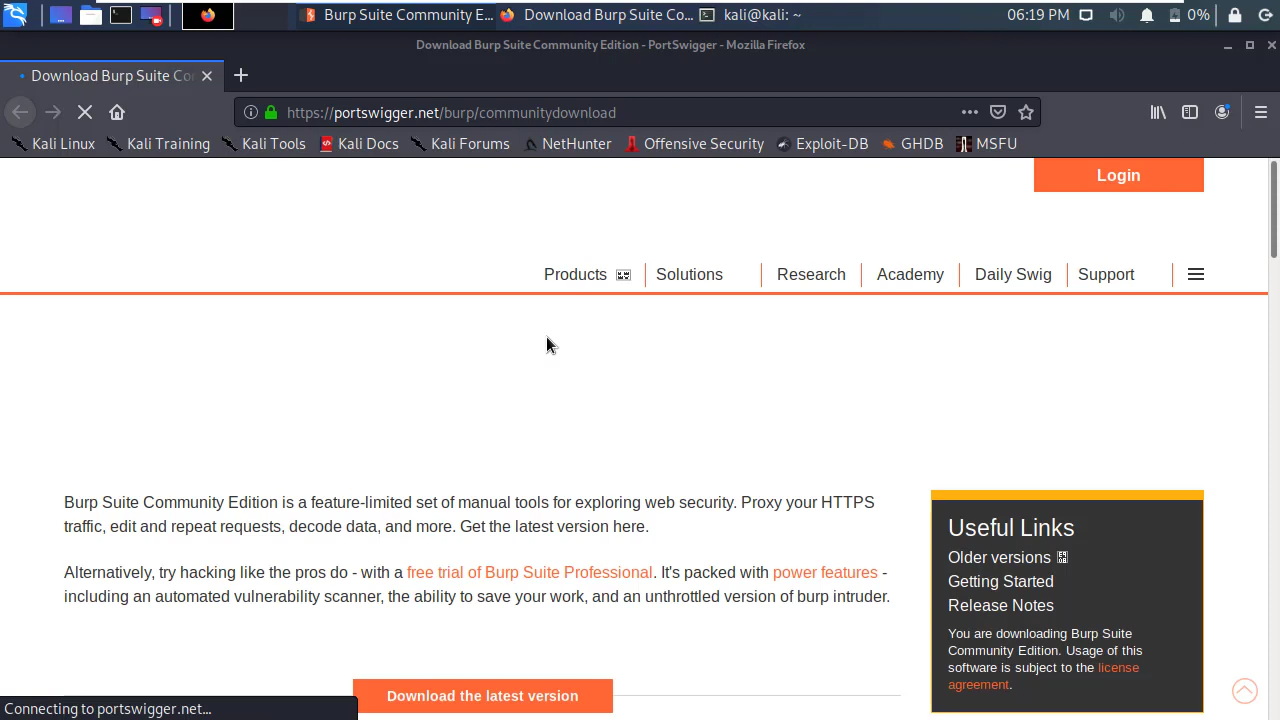 Burp Suite Community E...
Download Burp Suite Co...
kali@kali: ~
06:19 PM
0%
Download Burp Suite Community Edition - PortSwigger - Mozilla Firefox
Download Burp Suite Co
https://portswigger.net/burp/communitydownload
Kali Linux Kali Training Kali Tools Kali Docs Kali Forums NetHunter Offensive Security Exploit-DB GHDB MSFU
Login
Products Solutions Research Academy Daily Swig Support
Burp Suite Community Edition is a feature-limited set of manual tools for exploring web security. Proxy your HTTPS
traffic, edit and repeat requests, decode data, and more. Get the latest version here.
Alternatively, try hacking like the pros do - with a free trial of Burp Suite Professional. It's packed with power features -
including an automated vulnerability scanner, the ability to save your work, and an unthrottled version of burp intruder.
Download the latest version
Useful Links
Older versions
Getting Started
Release Notes
You are downloading Burp Suite
Community Edition. Usage of this
software is subject to the license
agreement.
Connecting to portswigger.net...